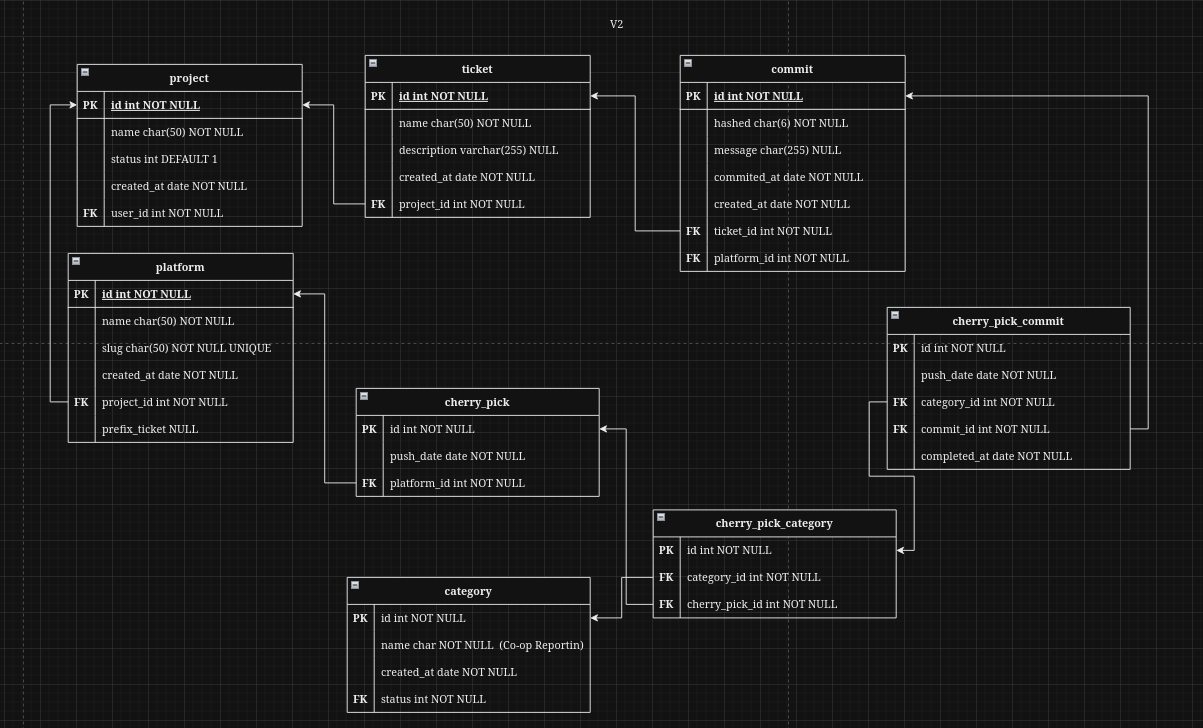 V2
project
PK id int NOT NULL
name char(50) NOT NULL
status int DEFAULT 1
created_at date NOT NULL
FK user_id int NOT NULL
ticket
PK id int NOT NULL
name char(50) NOT NULL
description varchar(255) NULL
created_at date NOT NULL
FK project_id int NOT NULL
commit
PK id int NOT NULL
hashed char(6) NOT NULL
message char(255) NULL
commited_at date NOT NULL
created_at date NOT NULL
FK ticket_id int NOT NULL
FK platform_id int NOT NULL
platform
PK id int NOT NULL
name char(50) NOT NULL
slug char(50) NOT NULL UNIQUE
created_at date NOT NULL
FK project_id int NOT NULL
prefix_ticket NULL
cherry_pick_commit
PK id int NOT NULL
push_date date NOT NULL
FK category_id int NOT NULL
FK commit_id int NOT NULL
completed_at date NOT NULL
cherry_pick
PK id int NOT NULL
push_date date NOT NULL
FK platform_id int NOT NULL
cherry_pick_category
PK id int NOT NULL
FK category_id int NOT NULL
FK cherry_pick_id int NOT NULL
category
PK id int NOT NULL
name char NOT NULL (Co-op Reportin)
created_at date NOT NULL
FK status int NOT NULL